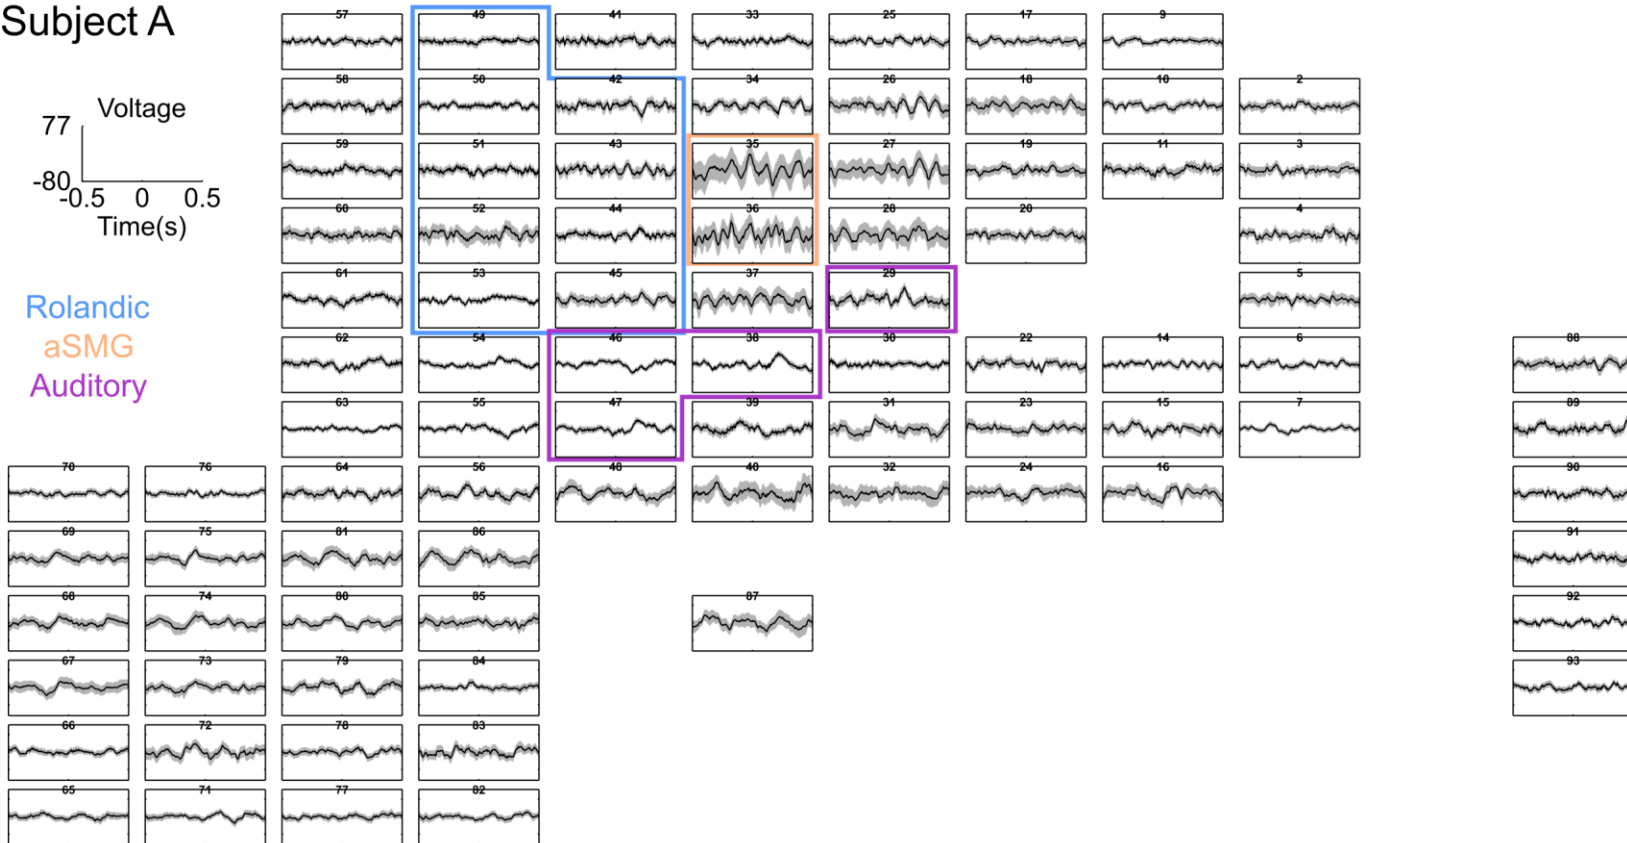 Subject A
57 49 41 33 25 17 9
58 50 42 34 26 18 10 2
Voltage
77
-80
-0.5 0 0.5
Time(s)
59 51 43 35 27 19 11 3
60 52 44 36 28 20 4
61 53 45 37 29 5
Rolandic
aSMG
Auditory
62 54 46 38 30 22 14 6 88
63 55 47 39 31 23 15 7 89
70 76 64 56 48 40 32 24 16 90
69 75 81 86 91
68 74 80 85 87 92
67 73 79 84 93
66 72 78 83
65 71 77 82